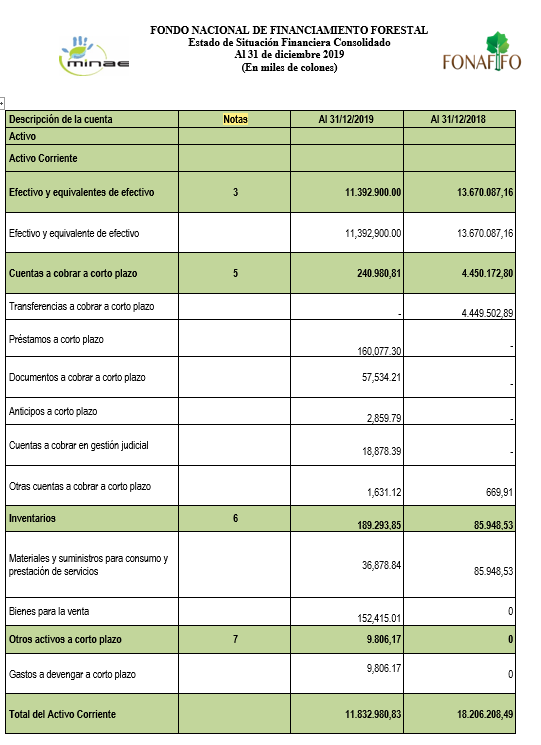 FONDO NACIONAL DE FINANCIAMIENTO FORESTAL
Estado de Situación Financiera Consolidado
Al 31 de diciembre 2019
(En miles de colones)
minae
FONAFIFO
Descripción de la cuenta Notas Al 31/12/2019 Al 31/12/2018
Activo
Activo Corriente
Efectivo y equivalentes de efectivo 3 11.392.900.00 13.670.087,16
Efectivo y equivalente de efectivo 11,392,900.00 13.670.087,16
Cuentas a cobrar a corto plazo 5 240.980,81 4.450.172,80
Transferencias a cobrar a corto plazo - 4.449.502,89
Préstamos a corto plazo 160,077.30 -
Documentos a cobrar a corto plazo 57,534.21 -
Anticipos a corto plazo 2,859.79 -
Cuentas a cobrar en gestión judicial 18,878.39 -
Otras cuentas a cobrar a corto plazo 1,631.12 669,91
Inventarios 6 189.293,85 85.948,53
Materiales y suministros para consumo y
prestación de servicios 36,878.84 85.948,53
Bienes para la venta 152,415.01 0
Otros activos a corto plazo 7 9.806,17 0
Gastos a devengar a corto plazo 9,806.17 0
Total del Activo Corriente 11.832.980,83 18.206.208,49